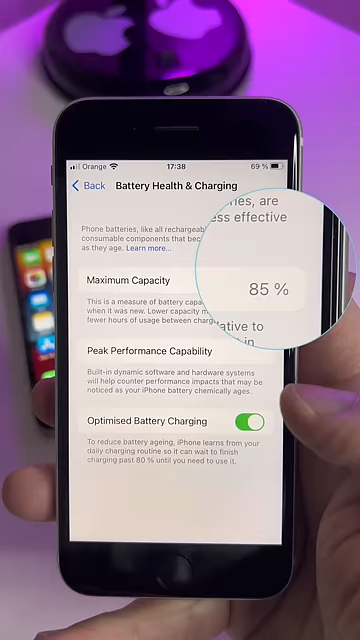 Orange 17:38 69 %
Back Battery Health & Charging
Phone batteries, like all rechargeable
consumable components that
as they age. Learn more...
ries, are
ess effective
Maximum Capacity
85 %
This is a measure of battery
when it was new. Lower capacity
fewer hours of usage between
lative to
Peak Performance Capability
Built-in dynamic software and hardware systems
will help counter performance impacts that may be
noticed as your iPhone battery chemically ages.
Optimised Battery Charging
To reduce battery ageing, iPhone learns from your
daily charging routine so it can wait to finish
charging past 80 % until you need to use it.